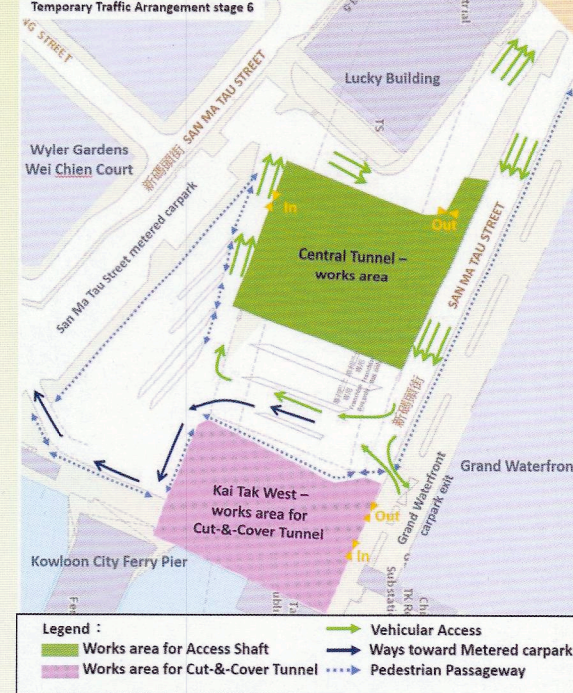 Temporary Traffic Arrangement stage 6
STREET
Lucky Building
新碼頭街 SAN MA TAU STREET
TS
Wyler Gardens
Wei Chien Court
San Ma Tau Street metered carpark
In
Out
Central Tunnel –
works area
SAN MA TAU STREET
新碼頭街
Grand Waterfron
Grand Waterfront
carpark exit
Kai Tak West –
works area for
Cut-&-Cover Tunnel
Out
In
Kowloon City Ferry Pier
Legend :
Vehicular Access
Works area for Access Shaft
Ways toward Metered carpark
Works area for Cut-&-Cover Tunnel
Pedestrian Passageway